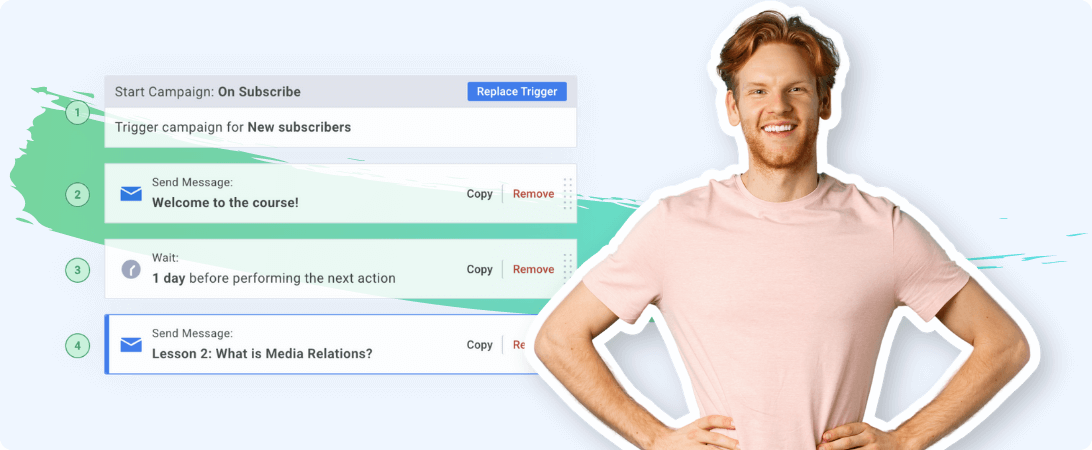 Start Campaign: On Subscribe
Replace Trigger
1
Trigger campaign for New subscribers
2
Send Message:
Welcome to the course!
Copy
Remove
3
Wait:
1 day before performing the next action
Copy
Remove
4
Send Message:
Lesson 2: What is Media Relations?
Copy
Re